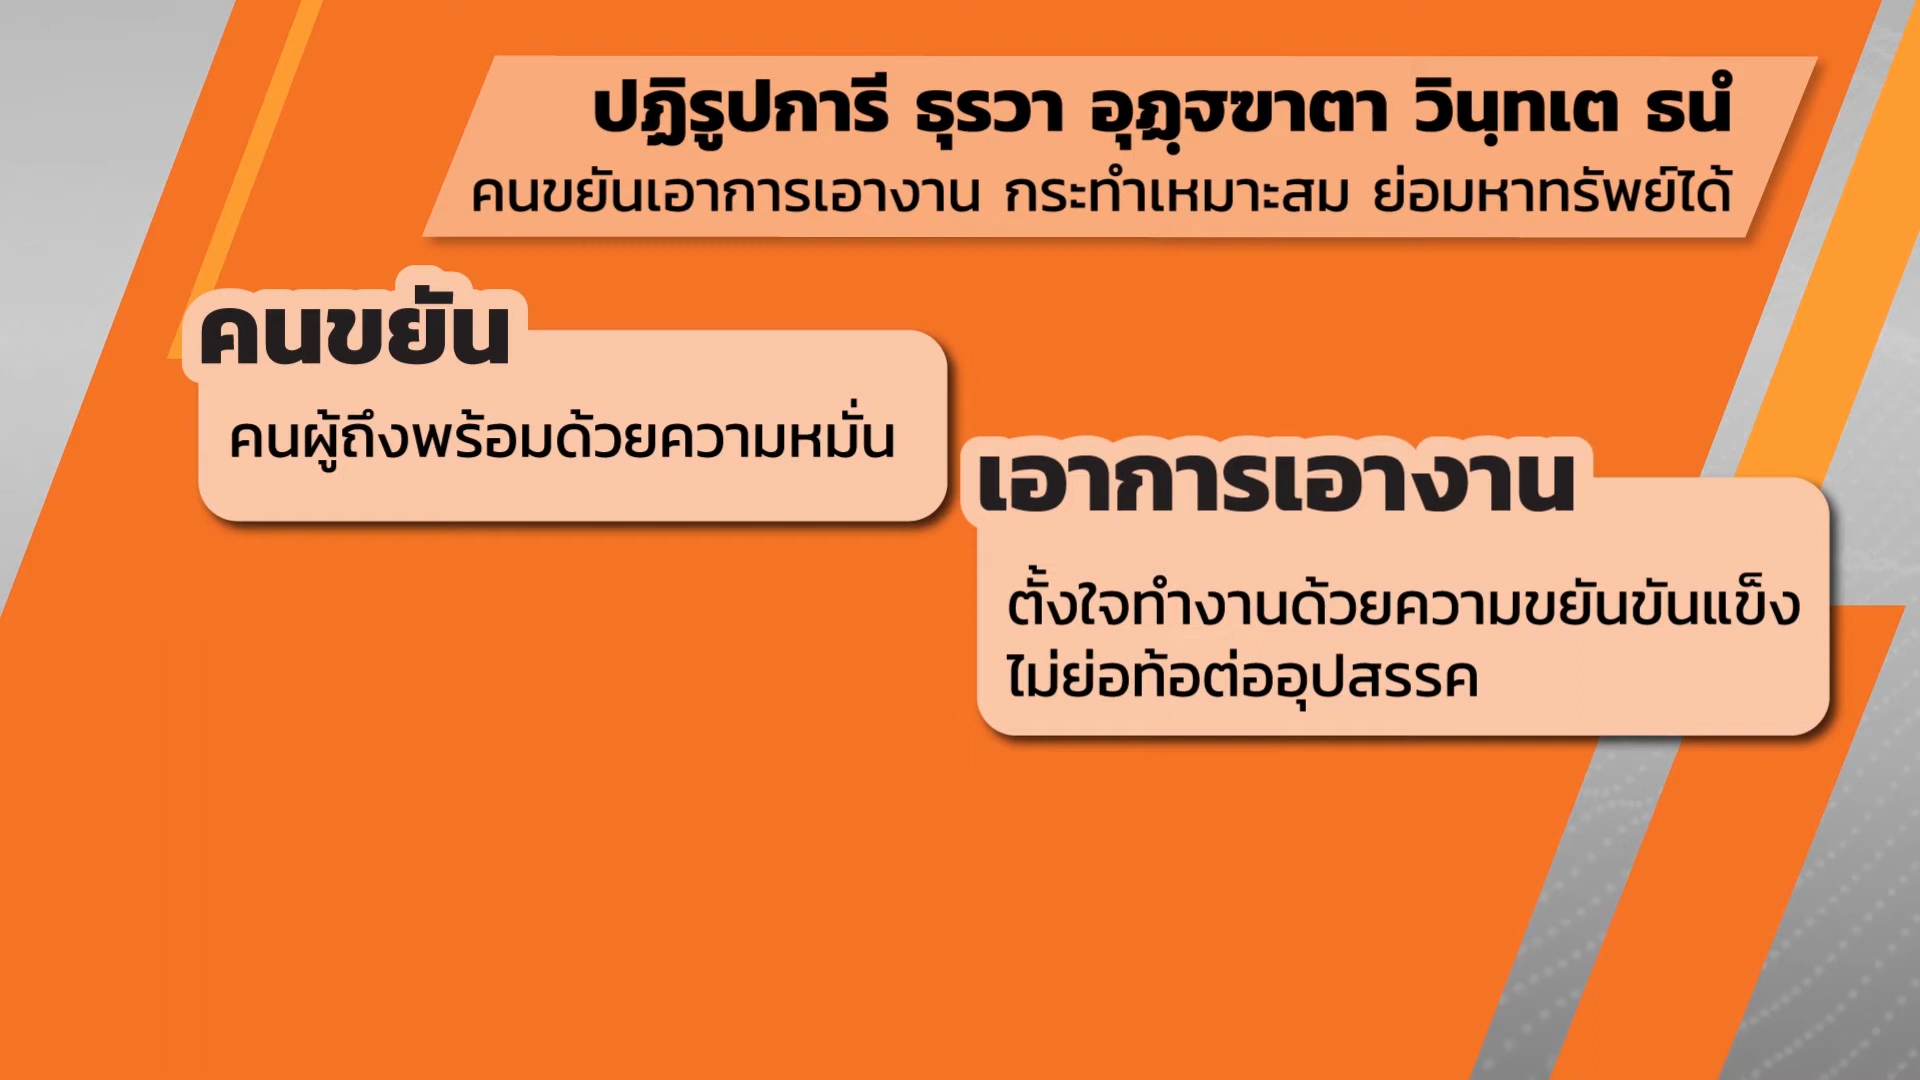 ปฏิรูปการี ธุรวา วินฺทเต ธนํ
คนขยันเอาการเอางาน กระทำเหมาะสม ย่อมหาทรัพย์ได้
คนขยัน
คนผู้ถึงพร้อมด้วยความหมั่น
เอาการเอางาน
ตั้งใจทำงานด้วยความขยันขันแข็ง
ไม่ย่อท้อต่ออุปสรรค